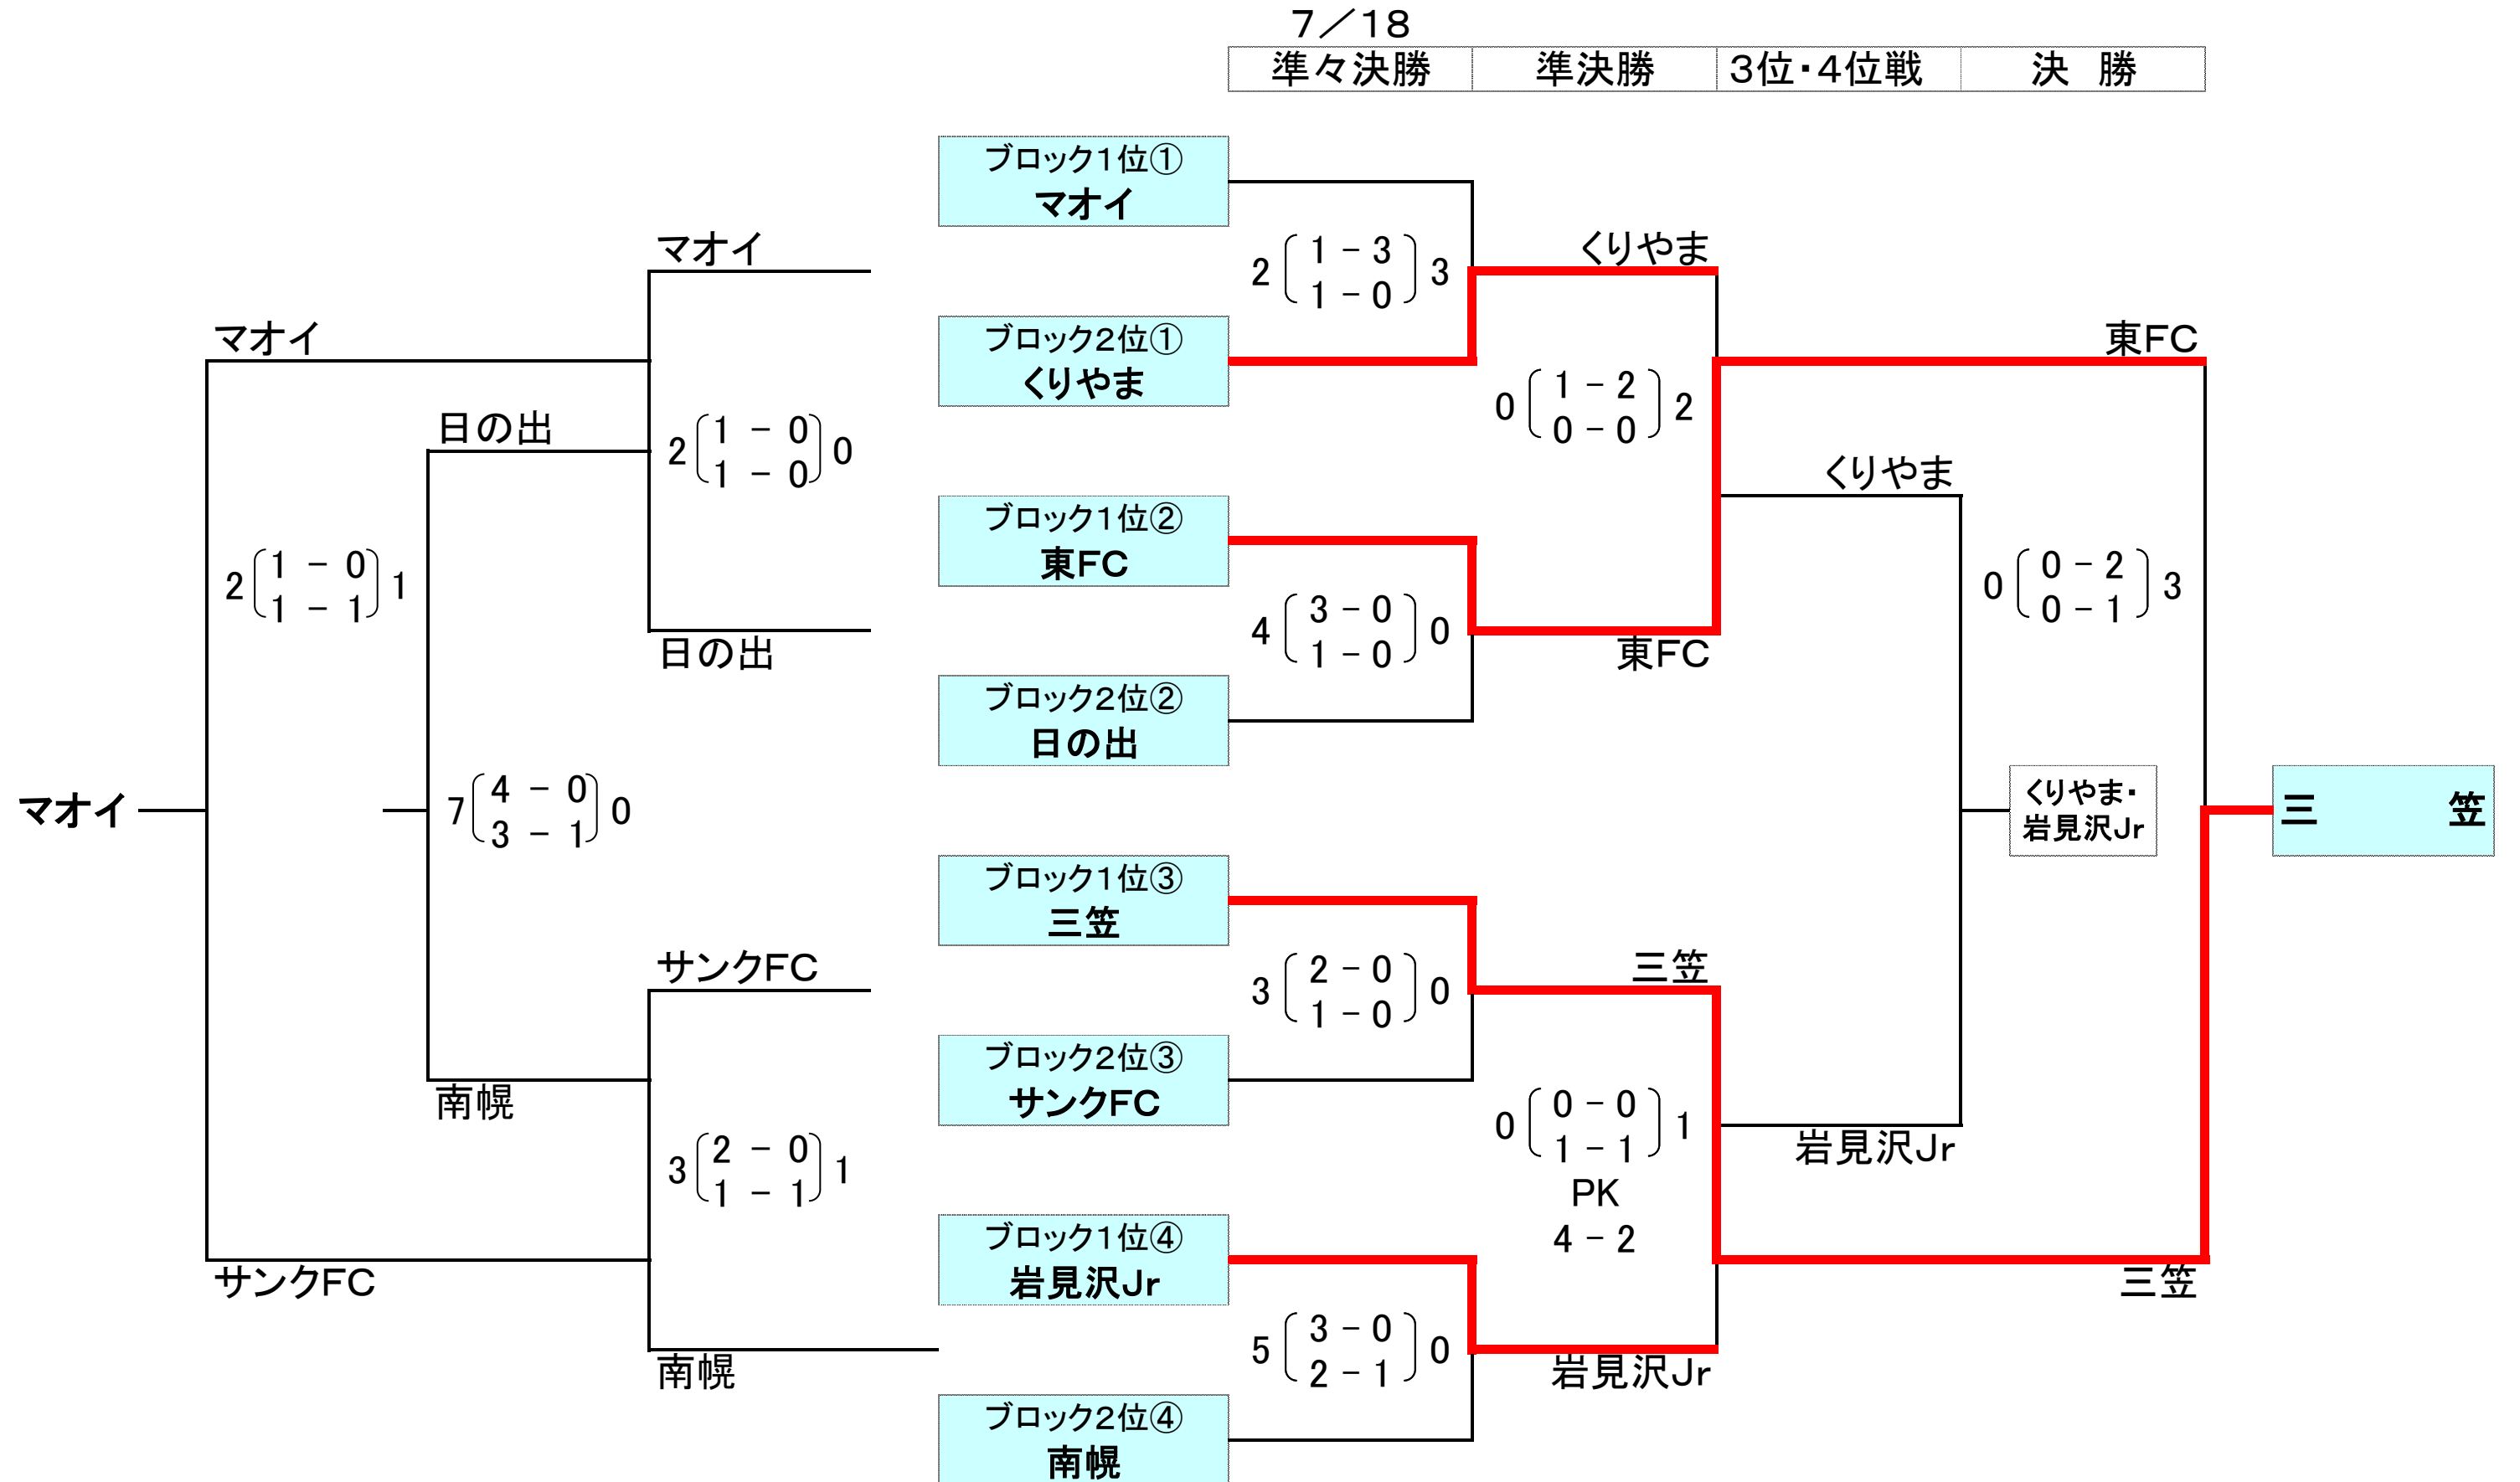 7／18
準々決勝　準決勝　3位・4位戦　決　勝
ブロック1位①
マオイ
マオイ
2 1 － 3 3
1 － 0
くりやま
マオイ
ブロック2位①
くりやま
東FC
日の出
2 1 － 0 0
1 － 0
0 1 － 2 2
0 － 0
くりやま
ブロック1位②
東FC
2 1 － 0 1
1 － 1
0 0 － 2 3
0 － 1
4 3 － 0 0
1 － 0
日の出
東FC
ブロック2位②
日の出
マオイ
7 4 － 0 0
3 － 1
くりやま・
岩見沢Jr
三　笠
ブロック1位③
三笠
サンクFC
3 2 － 0 0
1 － 0
三笠
ブロック2位③
サンクFC
南幌
3 2 － 0 1
1 － 1
0 0 － 0 1
1 － 1
PK
4 － 2
岩見沢Jr
ブロック1位④
岩見沢Jr
サンクFC
三笠
南幌
5 3 － 0 0
2 － 1
岩見沢Jr
ブロック2位④
南幌